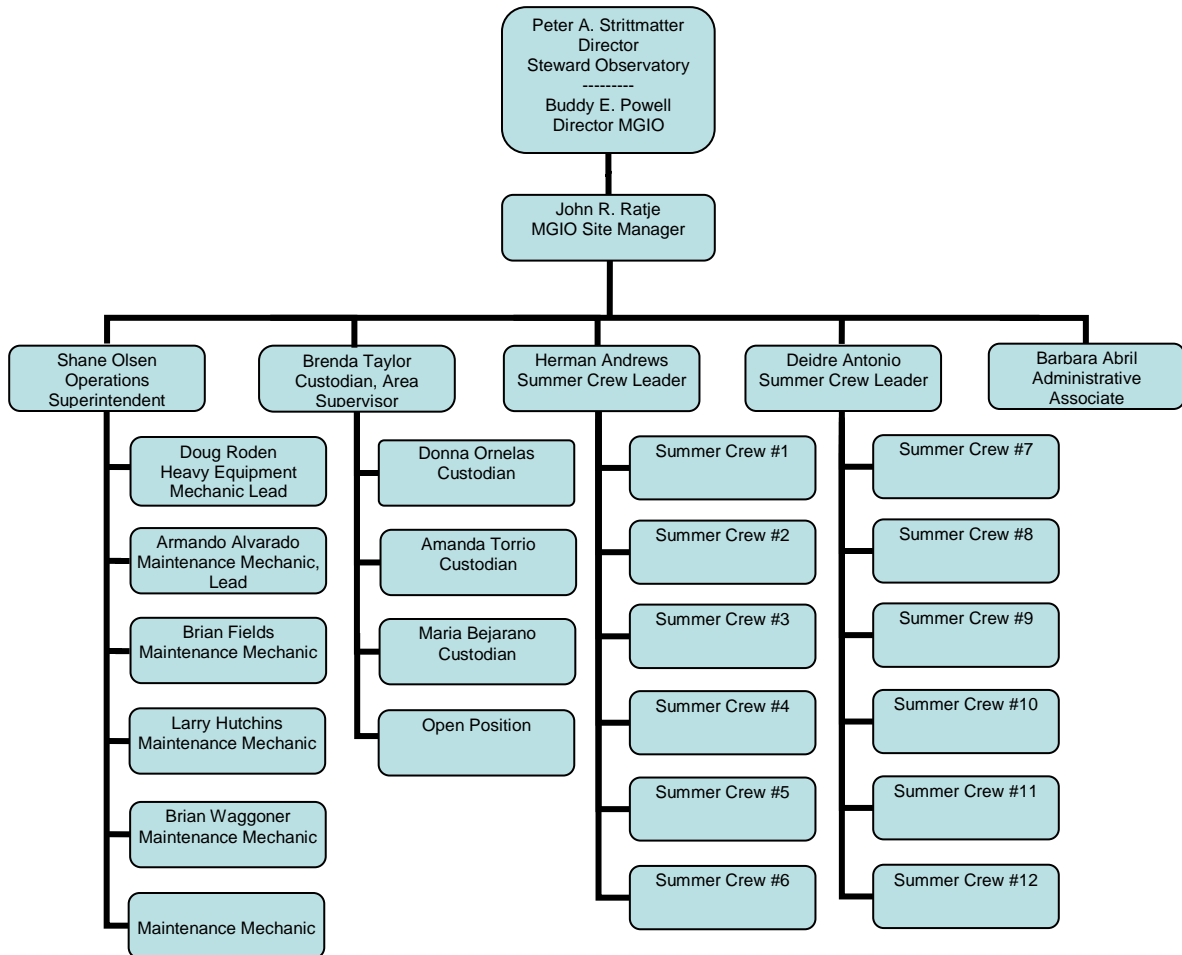 Peter A. Strittmatter
Director
Steward Observatory
---------
Buddy E. Powell
Director MGIO
John R. Ratje
MGIO Site Manager
Shane Olsen
Operations
Superintendent
Brenda Taylor
Custodian, Area
Supervisor
Herman Andrews
Summer Crew Leader
Deidre Antonio
Summer Crew Leader
Barbara Abril
Administrative
Associate
Doug Roden
Heavy Equipment
Mechanic Lead
Armando Alvarado
Maintenance Mechanic,
Lead
Brian Fields
Maintenance Mechanic
Larry Hutchins
Maintenance Mechanic
Brian Waggoner
Maintenance Mechanic
Maintenance Mechanic
Donna Ornelas
Custodian
Amanda Torrio
Custodian
Maria Bejarano
Custodian
Open Position
Summer Crew #1
Summer Crew #2
Summer Crew #3
Summer Crew #4
Summer Crew #5
Summer Crew #6
Summer Crew #7
Summer Crew #8
Summer Crew #9
Summer Crew #10
Summer Crew #11
Summer Crew #12